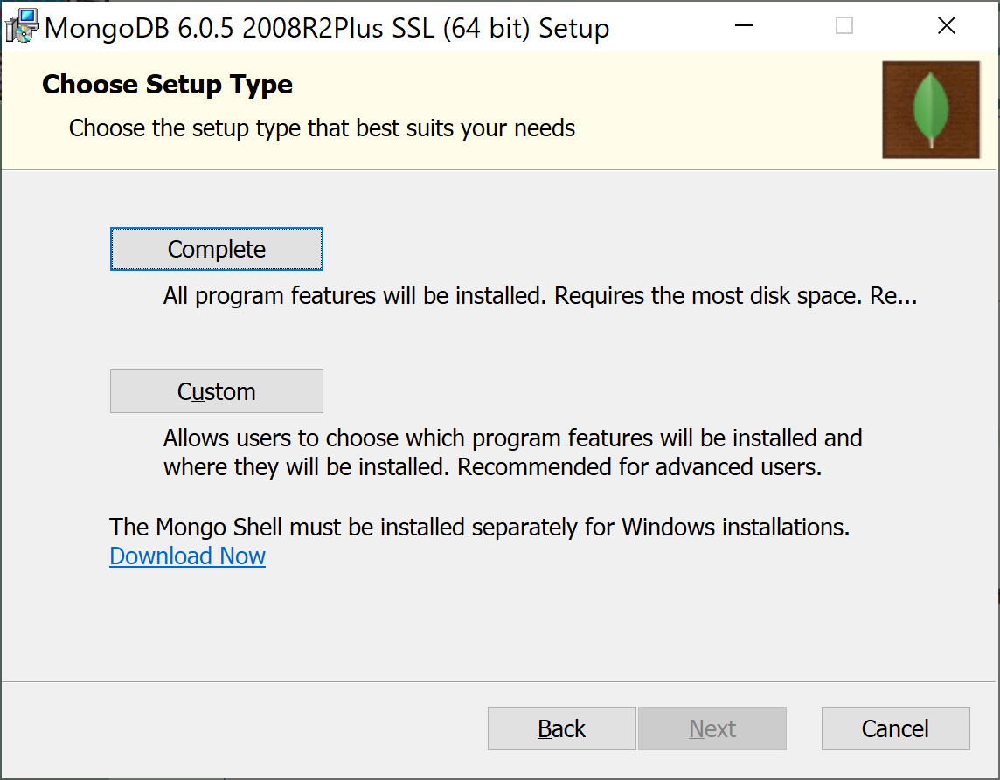 MongoDB 6.0.5 2008R2Plus SSL (64 bit) Setup
Choose Setup Type
Choose the setup type that best suits your needs
Complete
All program features will be installed. Requires the most disk space. Re...
Custom
Allows users to choose which program features will be installed and
where they will be installed. Recommended for advanced users.
The Mongo Shell must be installed separately for Windows installations.
Download Now
Back Next Cancel